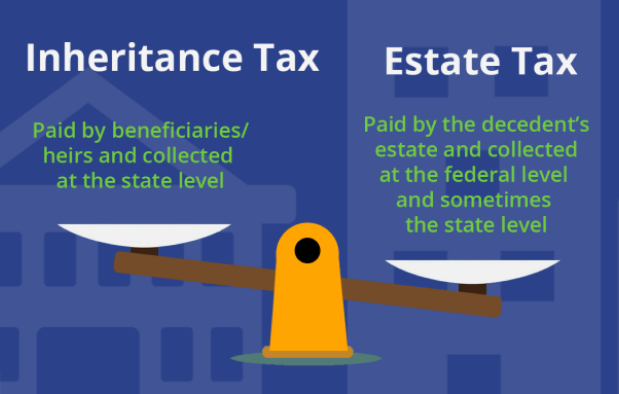 Inheritance Tax
Paid by beneficiaries/
heirs and collected
at the state level
Estate Tax
Paid by the decedent's
estate and collected
at the federal level
and sometimes
the state level